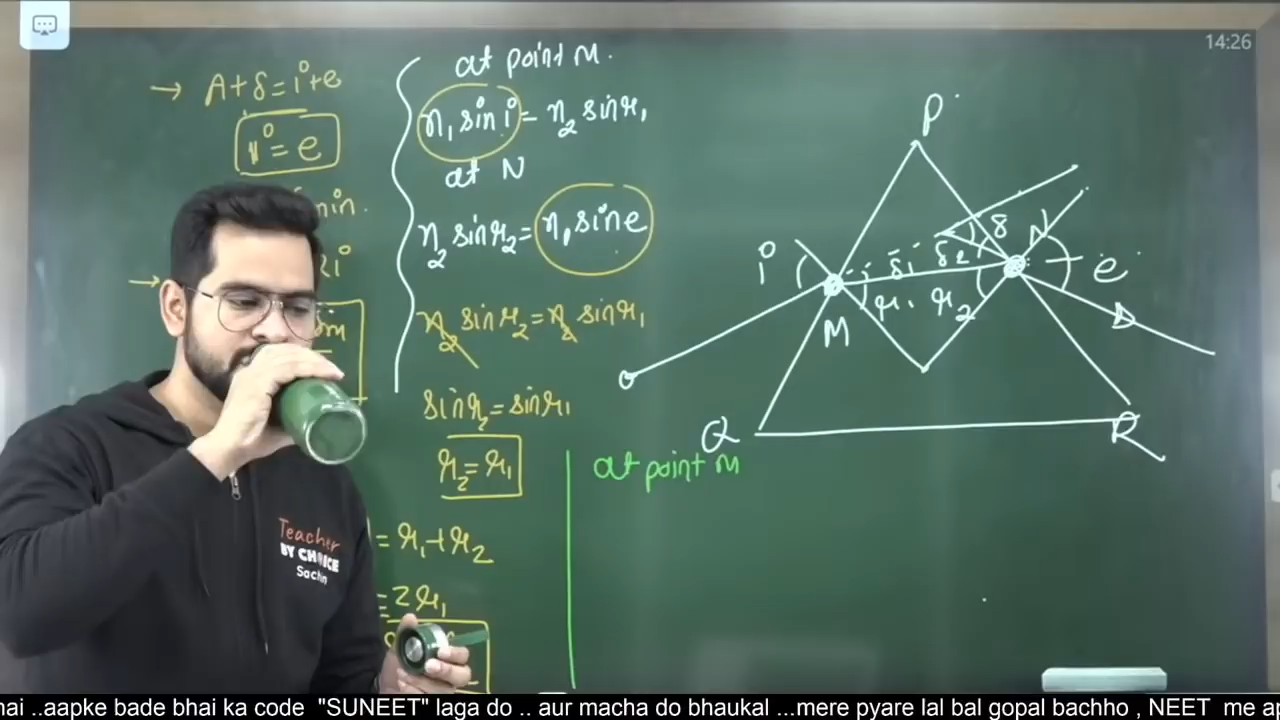 14:26
→ A+δ=i+e
i=e
min.
→ 2i
δm
at point M.
n₁ sin i = n₂ sin r₁
at N
n₂ sin r₂ = n₁ sin e
n₂ sin r₂ = n₂ sin r₁
sin r₂ = sin r₁
r₂ = r₁
= r₁+r₂
= 2r₁
P
i
δ₁
δ₂
δ
N
e
r₁
r₂
M
Q
R
at point M
Teacher
BY CHOICE
Sachin
hai ..aapke bade bhai ka code "SUNEET" laga do .. aur macha do bhaukal ...mere pyare lal bal gopal bachho , NEET me ap